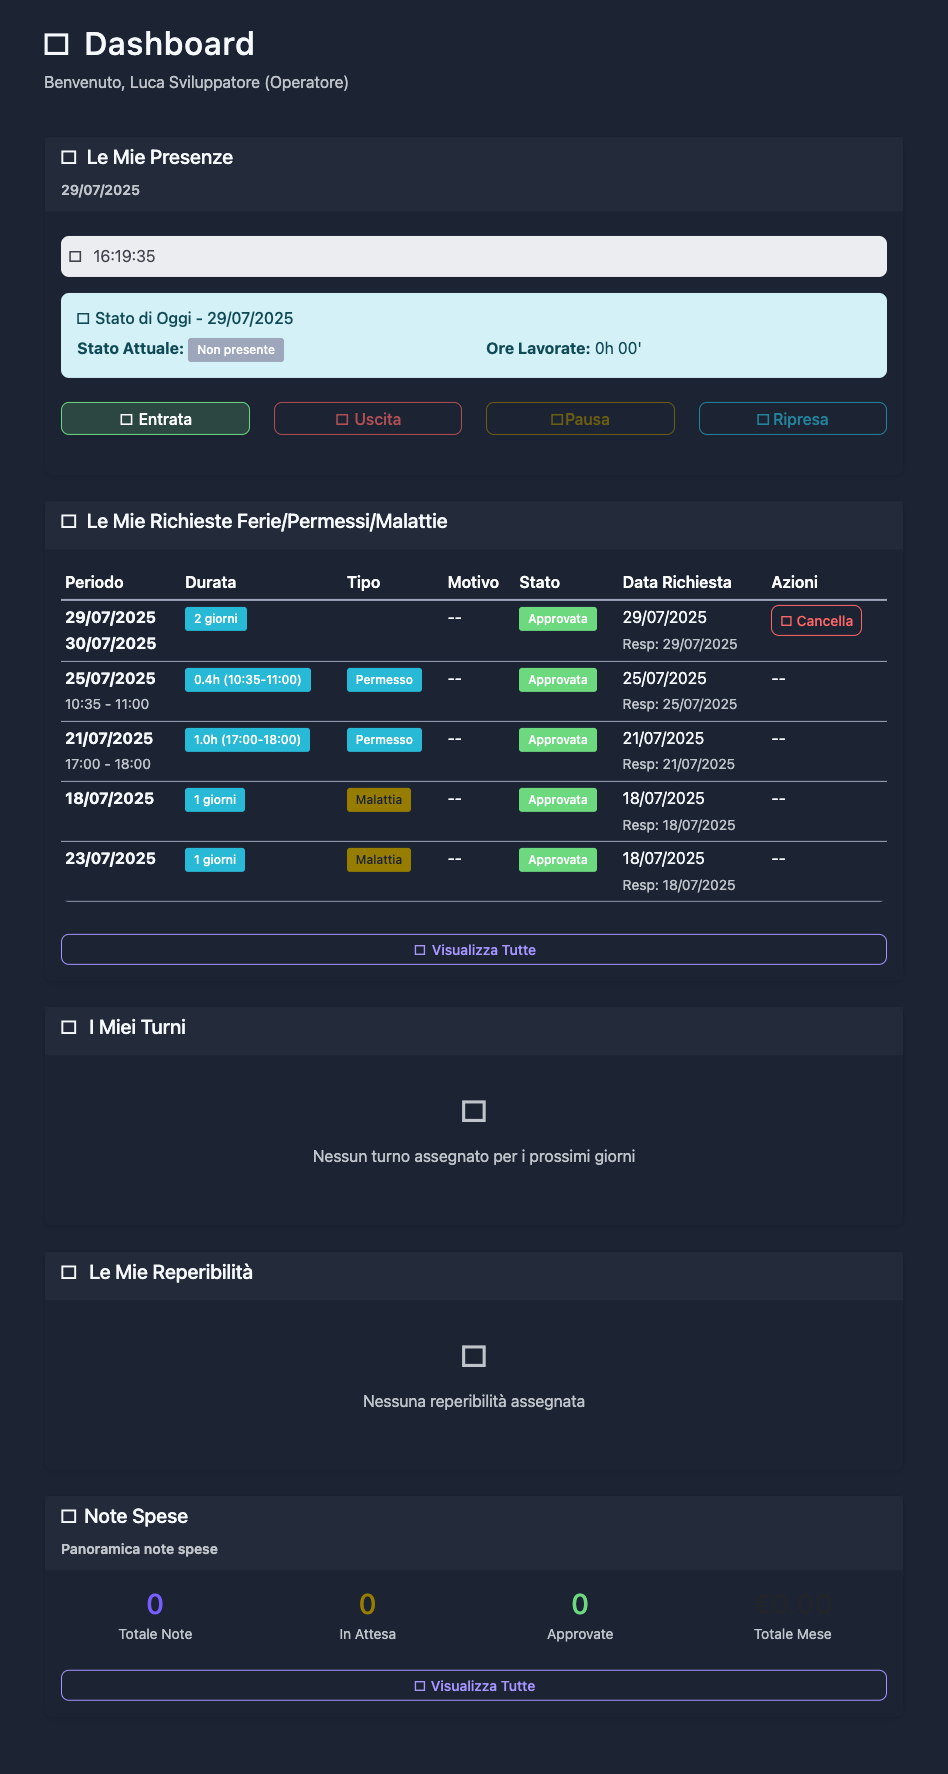 Dashboard
Benvenuto, Luca Sviluppatore (Operatore)
Le Mie Presenze
29/07/2025
16:19:35
Stato di Oggi - 29/07/2025
Stato Attuale: Non presente Ore Lavorate: 0h 00'
Entrata Uscita Pausa Ripresa
Le Mie Richieste Ferie/Permessi/Malattie
Periodo Durata Tipo Motivo Stato Data Richiesta Azioni
29/07/2025 2 giorni -- Approvata 29/07/2025 Cancella
30/07/2025 Resp: 29/07/2025
25/07/2025 0.4h (10:35-11:00) Permesso -- Approvata 25/07/2025 --
10:35 - 11:00 Resp: 25/07/2025
21/07/2025 1.0h (17:00-18:00) Permesso -- Approvata 21/07/2025 --
17:00 - 18:00 Resp: 21/07/2025
18/07/2025 1 giorni Malattia -- Approvata 18/07/2025 --
Resp: 18/07/2025
23/07/2025 1 giorni Malattia -- Approvata 18/07/2025 --
Resp: 18/07/2025
Visualizza Tutte
I Miei Turni
Nessun turno assegnato per i prossimi giorni
Le Mie Reperibilità
Nessuna reperibilità assegnata
Note Spese
Panoramica note spese
0 0 0
Totale Note In Attesa Approvate Totale Mese
Visualizza Tutte